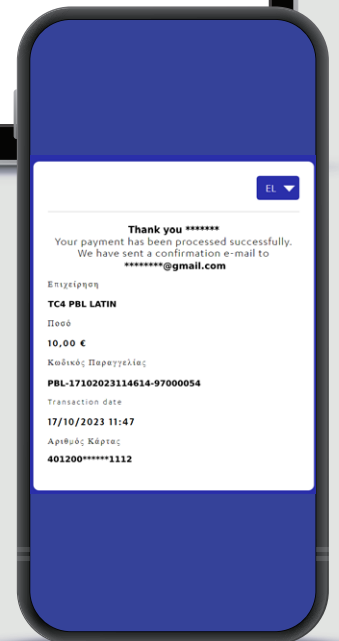 EL
Thank you *******
Your payment has been processed successfully.
We have sent a confirmation e-mail to
********@gmail.com
Επιχείρηση
TC4 PBL LATIN
Ποσό
10,00 €
Κωδικός Παραγγελίας
PBL-17102023114614-97000054
Transaction date
17/10/2023 11:47
Αριθμός Κάρτας
401200******1112